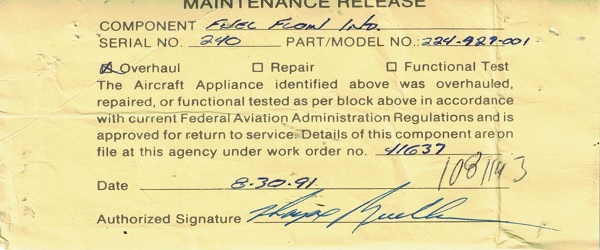 MAINTENANCE RELEASE
COMPONENT Fuel Flow Ind.
SERIAL NO. 240 PART/MODEL NO.: 224-929-001
☒ Overhaul ☐ Repair ☐ Functional Test
The Aircraft Appliance identified above was overhauled,
repaired, or functional tested as per block above in accordance
with current Federal Aviation Administration Regulations and is
approved for return to service. Details of this component are on
file at this agency under work order no. 41637
Date 8-30-91
Authorized Signature